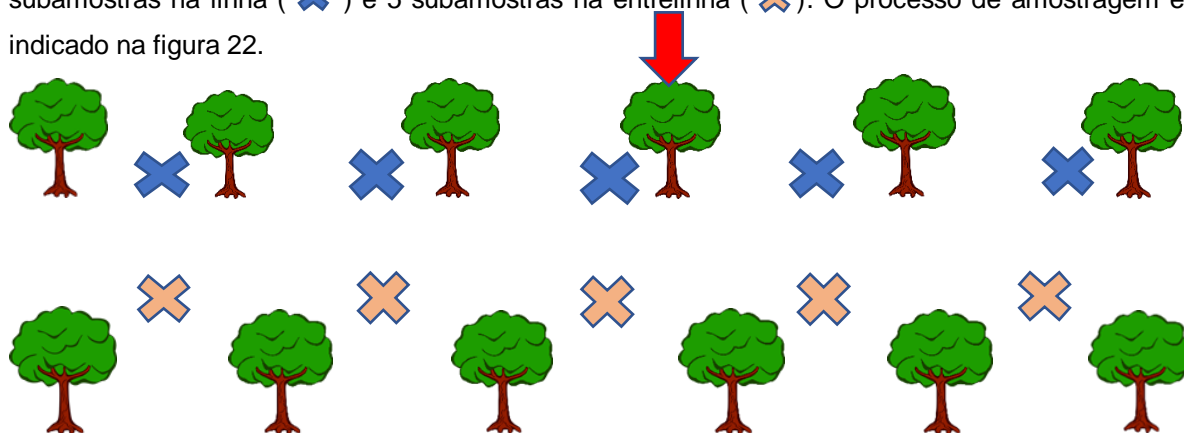 subamostras na linha ( ) e 5 subamostras na entrelinha ( ). O processo de amostragem é
indicado na figura 22.